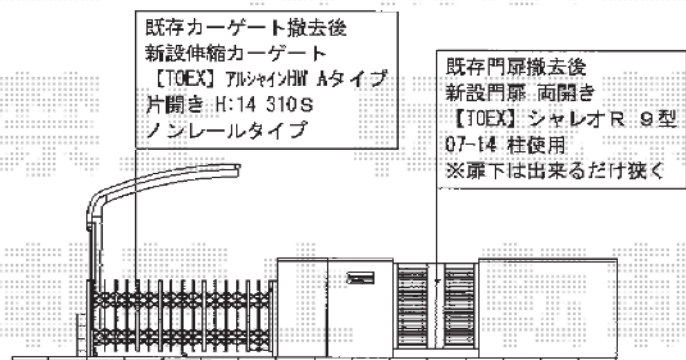 既存カーゲート撤去後
新設伸縮カーゲート
【TOEX】アルシャインHW Aタイプ
片開き H:14 310S
ノンレールタイプ
既存門扉撤去後
新設門扉 両開き
【TOEX】シャレオR 9型
07-14 柱使用
※扉下は出来るだけ狭く